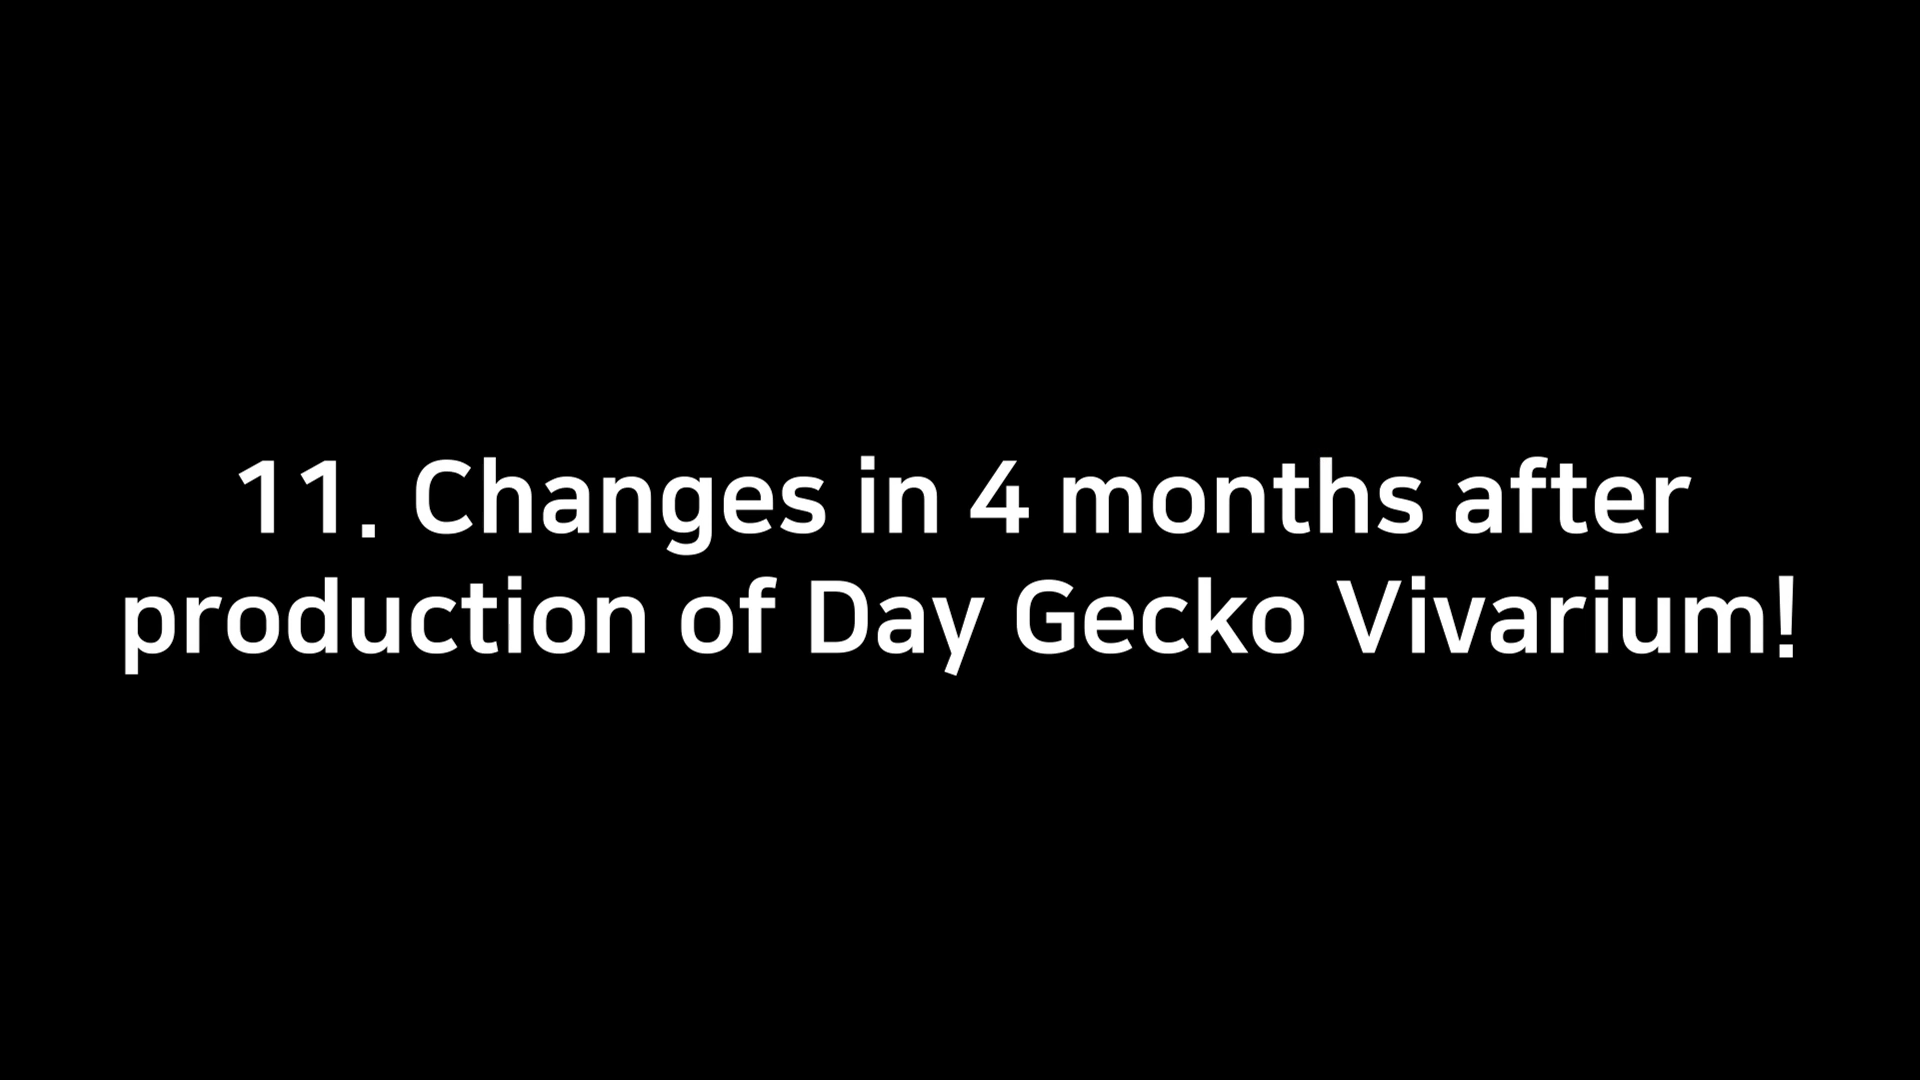 11. Changes in 4 months after
production of Day Gecko Vivarium!